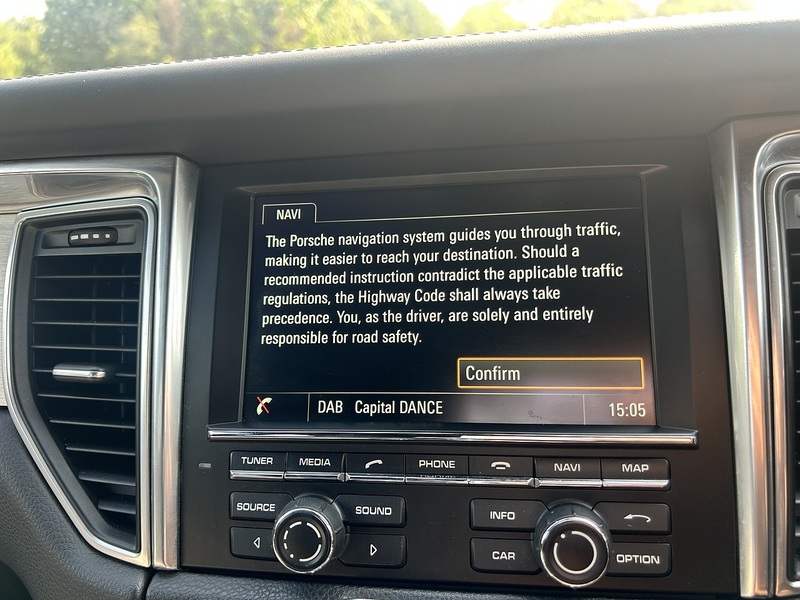 NAVI
The Porsche navigation system guides you through traffic,
making it easier to reach your destination. Should a
recommended instruction contradict the applicable traffic
regulations, the Highway Code shall always take
precedence. You, as the driver, are solely and entirely
responsible for road safety.
Confirm
DAB Capital DANCE 15:05
TUNER MEDIA PHONE NAVI MAP
SOURCE SOUND INFO
CAR OPTION